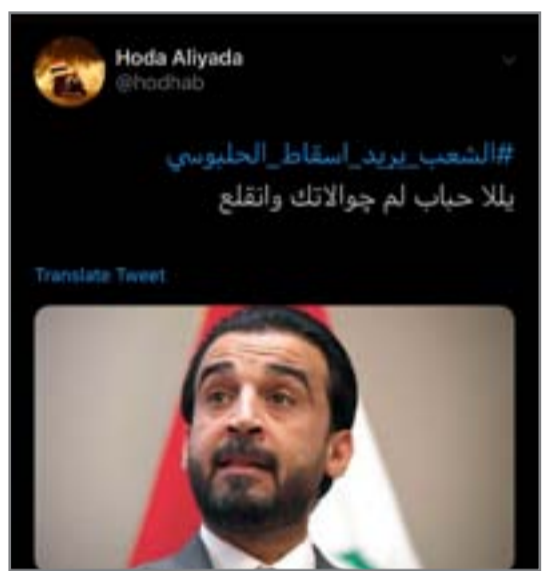 Hoda Aliyada
@hodhab
#الشعب_يريد_اسقاط_الحلبوسي
يللا حباب لم چوالاتك وانقلع
Translate Tweet